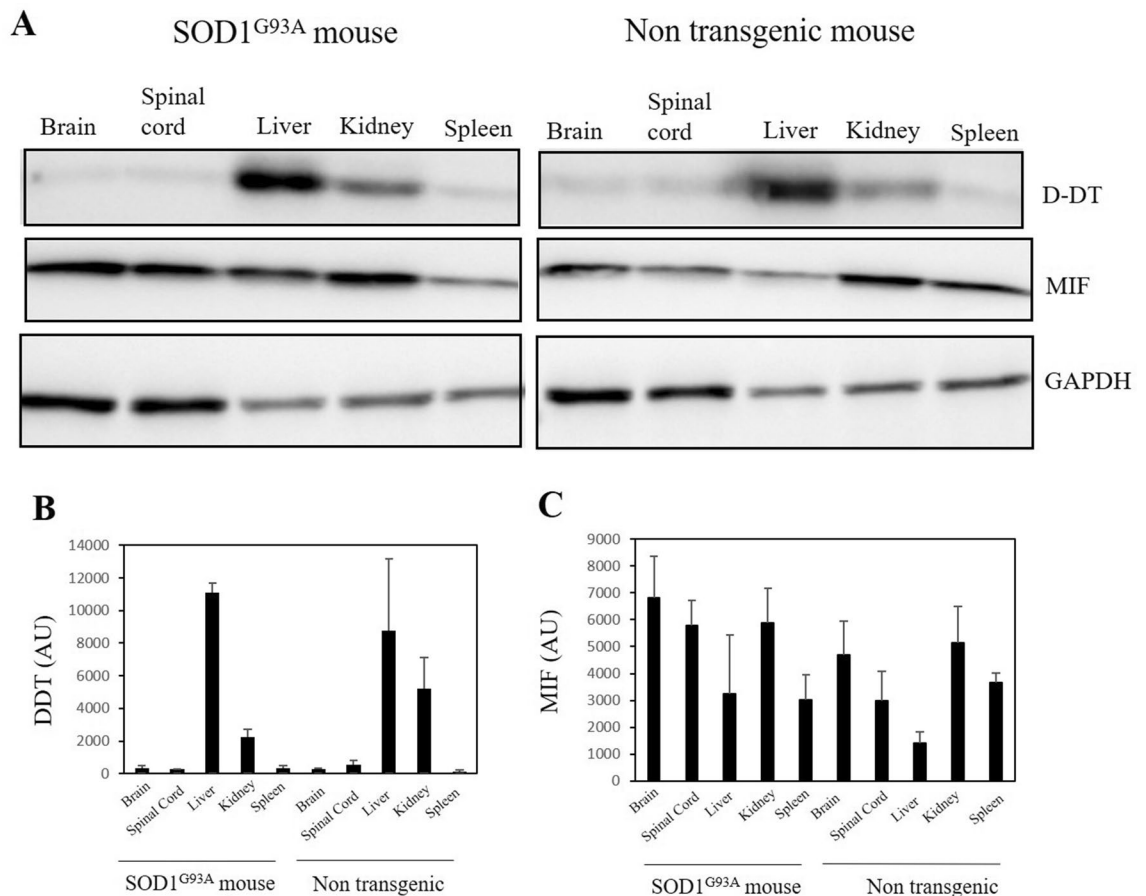 A
SOD1G93A mouse
Non transgenic mouse
Brain
Spinal
cord
Liver
Kidney
Spleen
Brain
Spinal
cord
Liver
Kidney
Spleen
D-DT
MIF
GAPDH
B
DDT (AU)
14000
12000
10000
8000
6000
4000
2000
0
Brain
Spinal Cord
Liver
Kidney
Spleen
Brain
Spinal Cord
Liver
Kidney
Spleen
SOD1G93A mouse
Non transgenic
C
MIF (AU)
9000
8000
7000
6000
5000
4000
3000
2000
1000
0
Brain
Spinal Cord
Liver
Kidney
Spleen
Brain
Spinal Cord
Liver
Kidney
Spleen
SOD1G93A mouse
Non transgenic